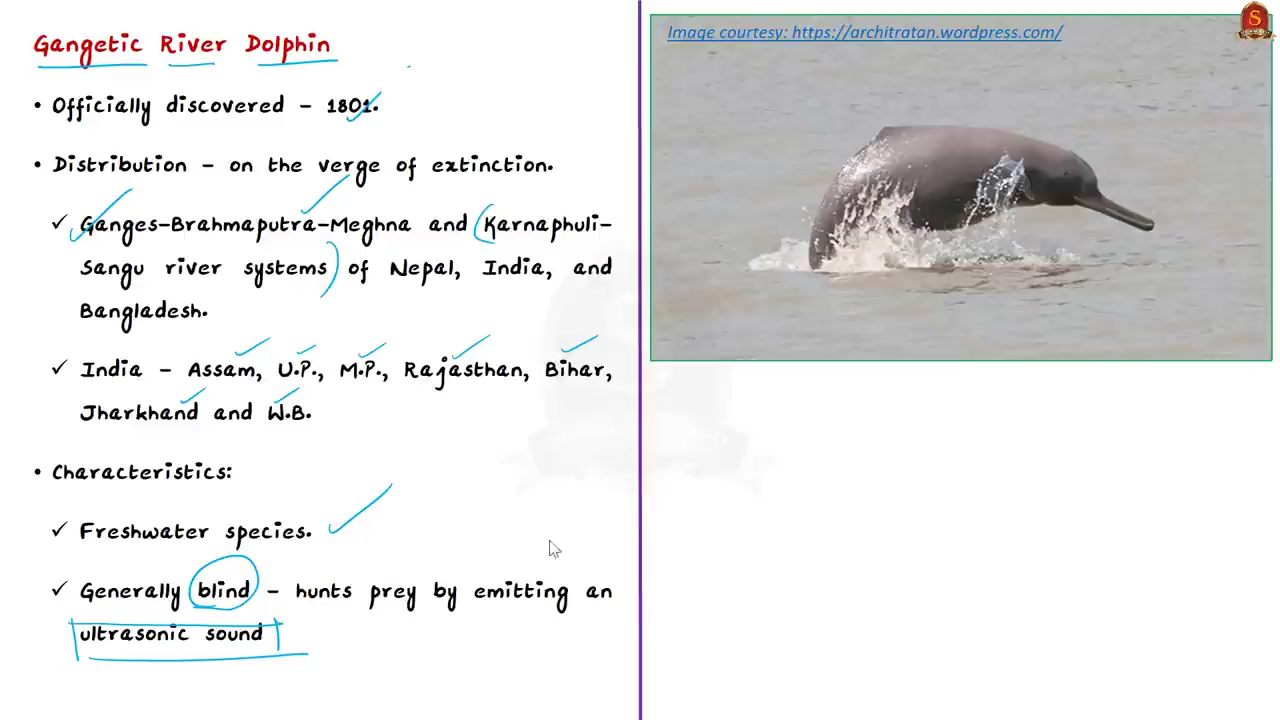 Gangetic River Dolphin
• Officially discovered – 1801.
• Distribution – on the verge of extinction.
✓ Ganges-Brahmaputra-Meghna and Karnaphuli-
Sangu river systems of Nepal, India, and
Bangladesh.
✓ India – Assam, U.P., M.P., Rajasthan, Bihar,
Jharkhand and W.B.
• Characteristics:
✓ Freshwater species.
✓ Generally blind – hunts prey by emitting an
ultrasonic sound
Image courtesy: https://architratan.wordpress.com/
S